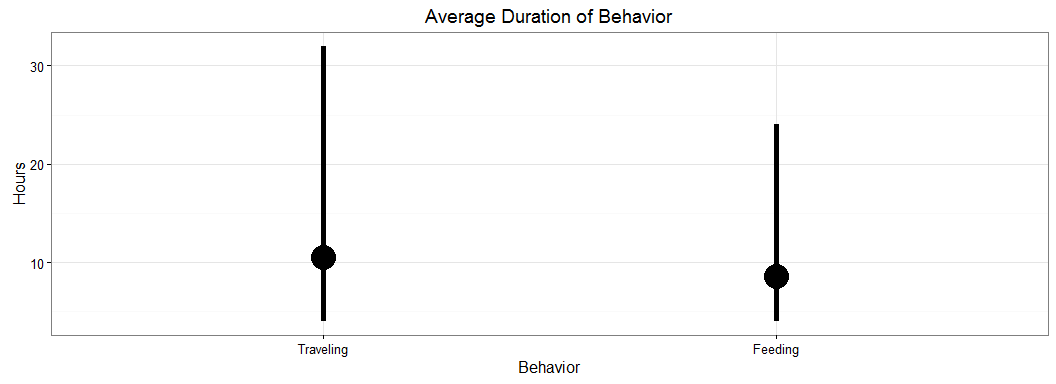 Average Duration of Behavior
Hours
30
20
10
Traveling
Feeding
Behavior